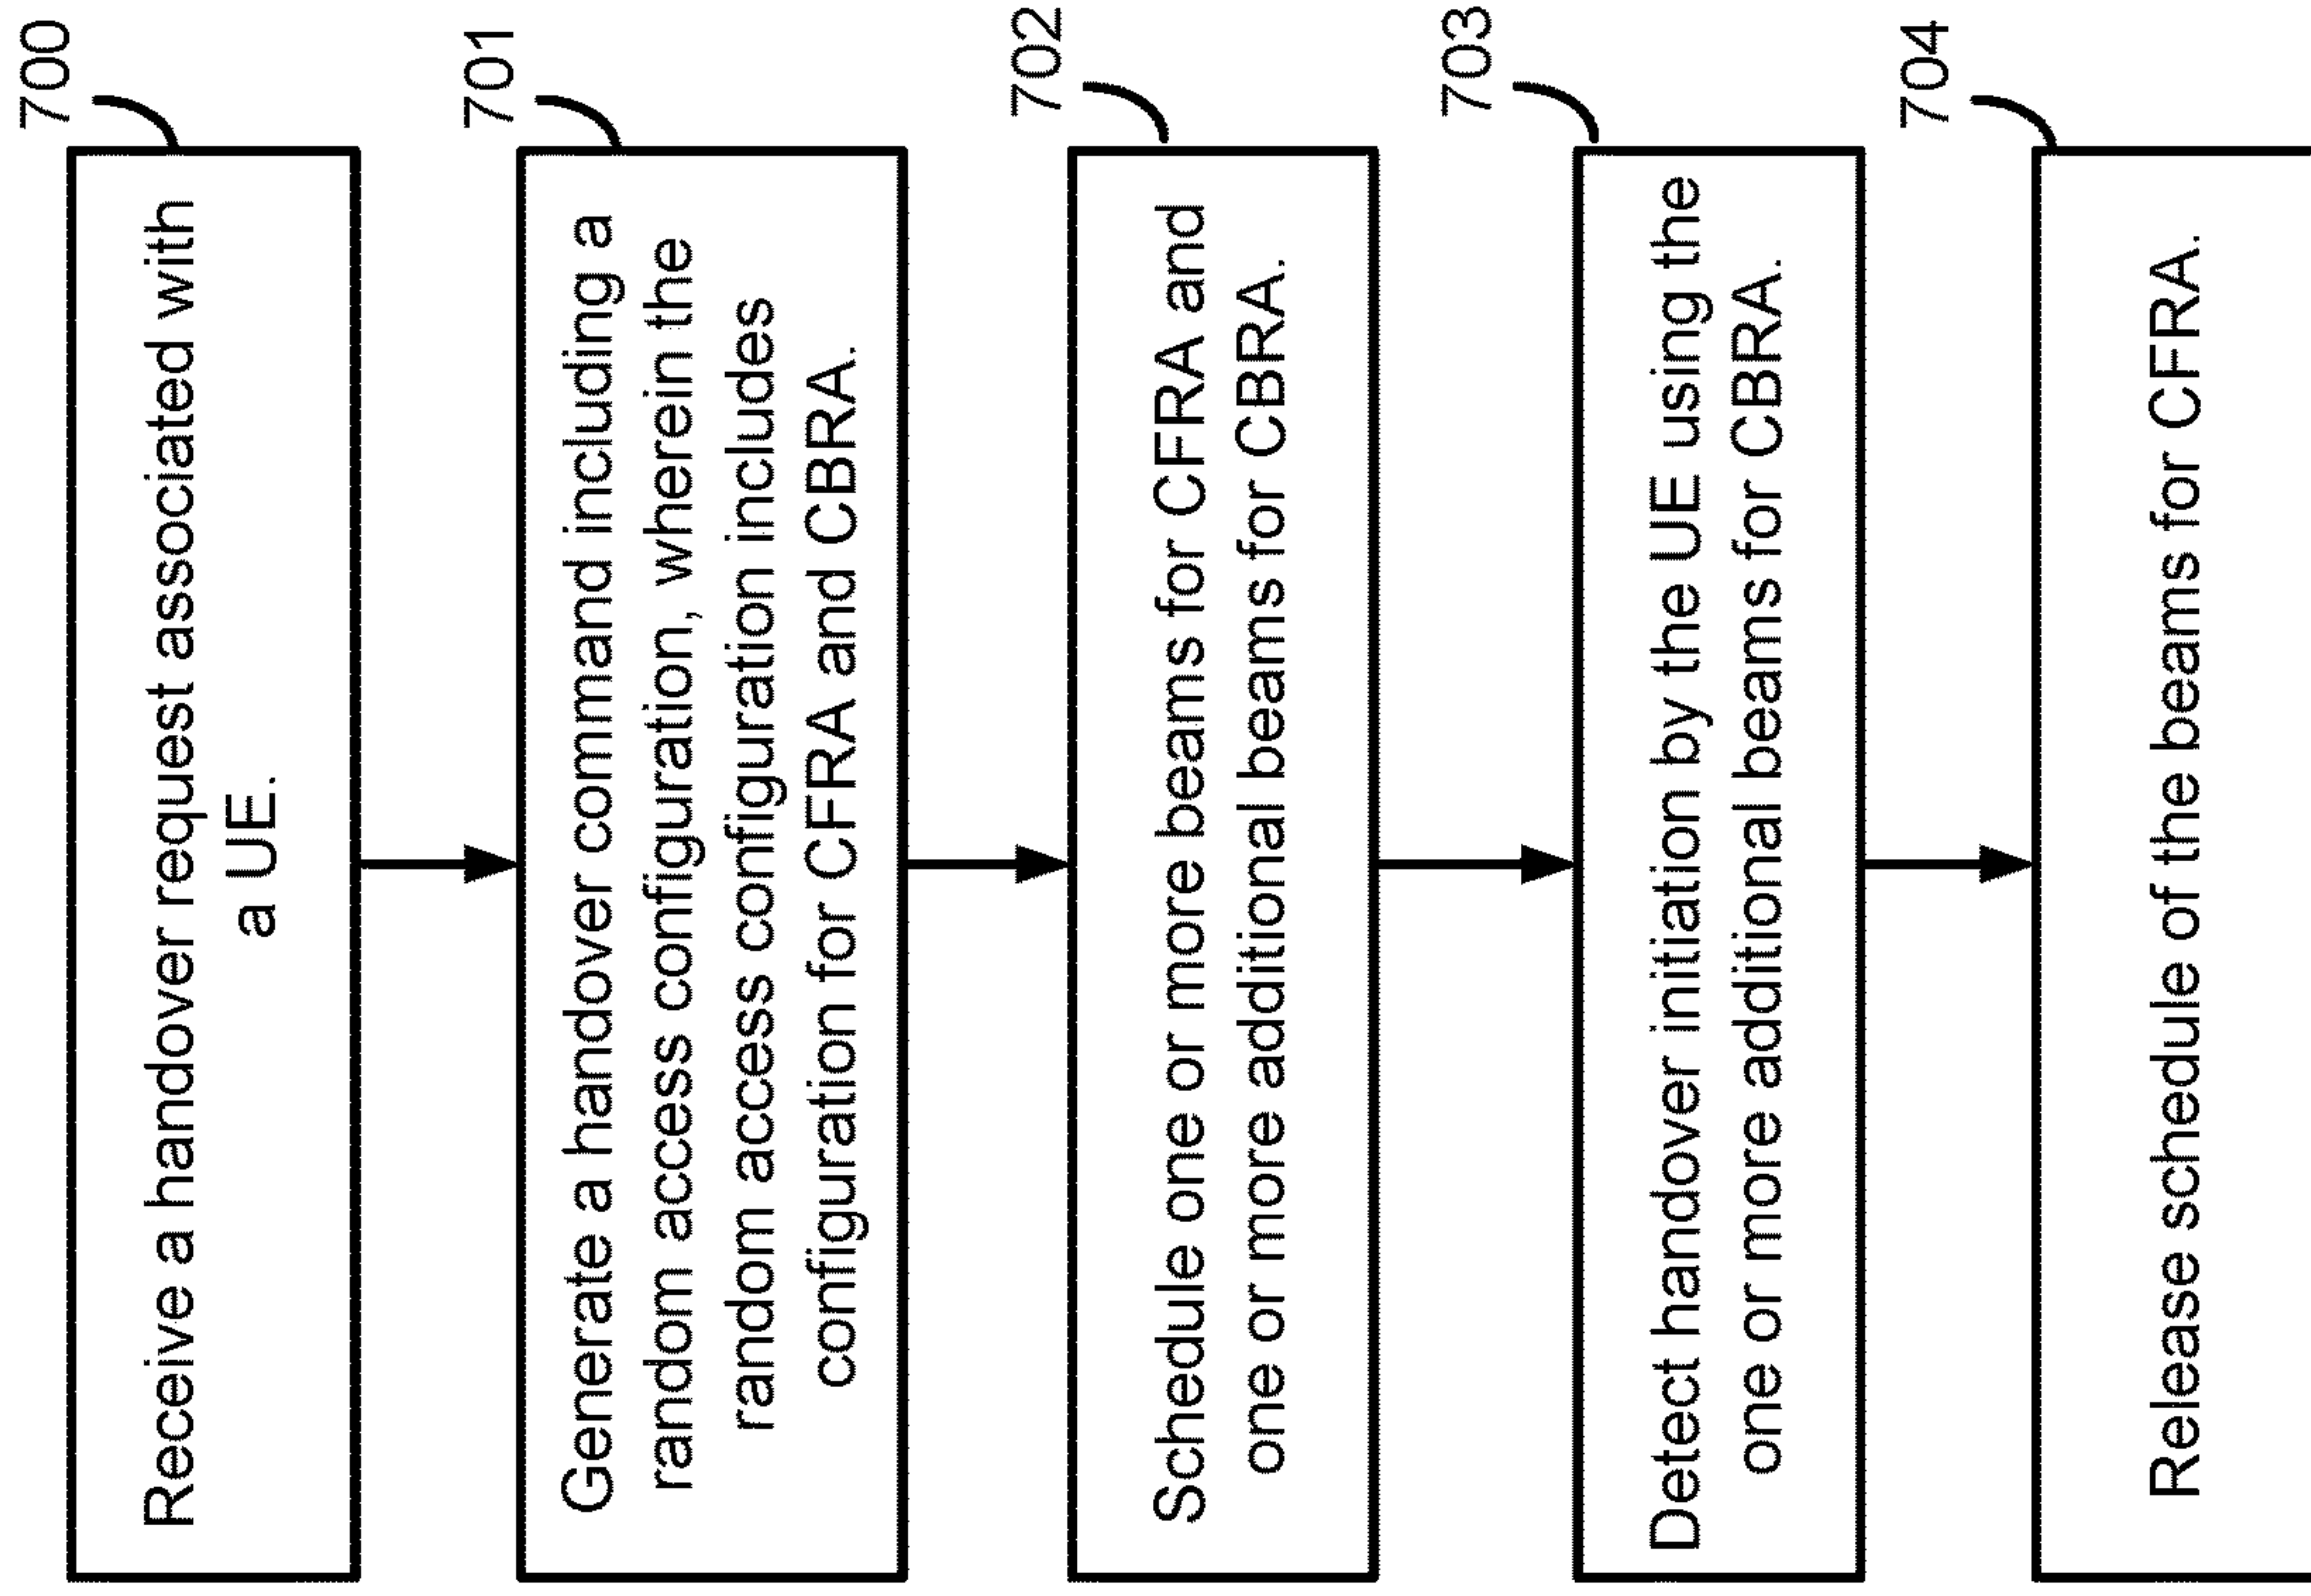 700
Receive a handover request associated with
a UE.
701
Generate a handover command including a
random access configuration, wherein the
random access configuration includes
configuration for CFRA and CBRA.
702
Schedule one or more beams for CFRA and
one or more additional beams for CBRA.
703
Detect handover initiation by the UE using the
one or more additional beams for CBRA.
704
Release schedule of the beams for CFRA.